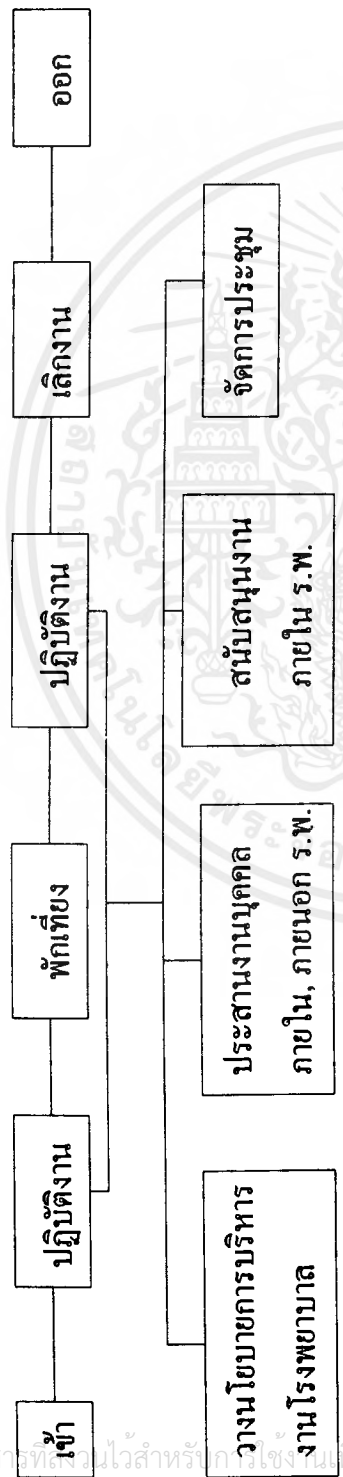 เข้า
ปฏิบัติงาน
พักเที่ยง
ปฏิบัติงาน
เลิกงาน
ออก
วางนโยบายการบริหาร
งานโรงพยาบาล
ประสานงานบุคคล
ภายใน, ภายนอก ร.พ.
สนับสนุนงาน
ภายใน ร.พ.
จัดการประชุม